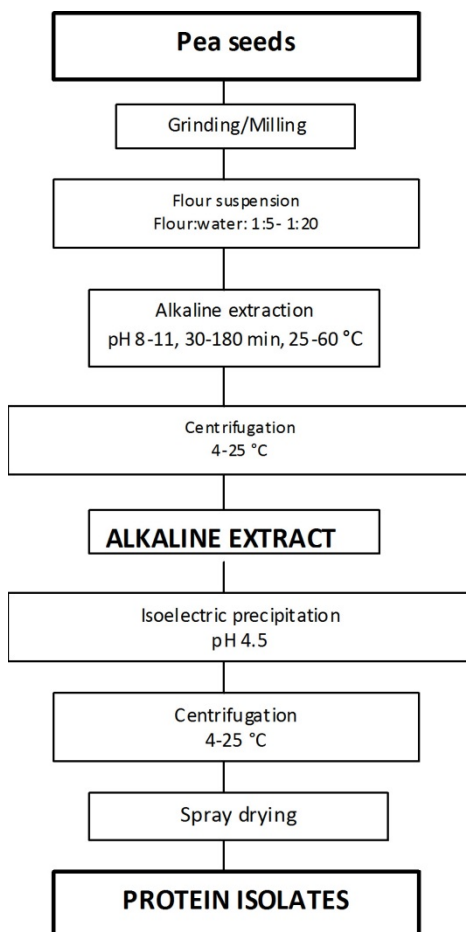 Pea seeds
Grinding/Milling
Flour suspension
Flour:water: 1:5- 1:20
Alkaline extraction
pH 8-11, 30-180 min, 25-60 °C
Centrifugation
4-25 °C
ALKALINE EXTRACT
Isoelectric precipitation
pH 4.5
Centrifugation
4-25 °C
Spray drying
PROTEIN ISOLATES